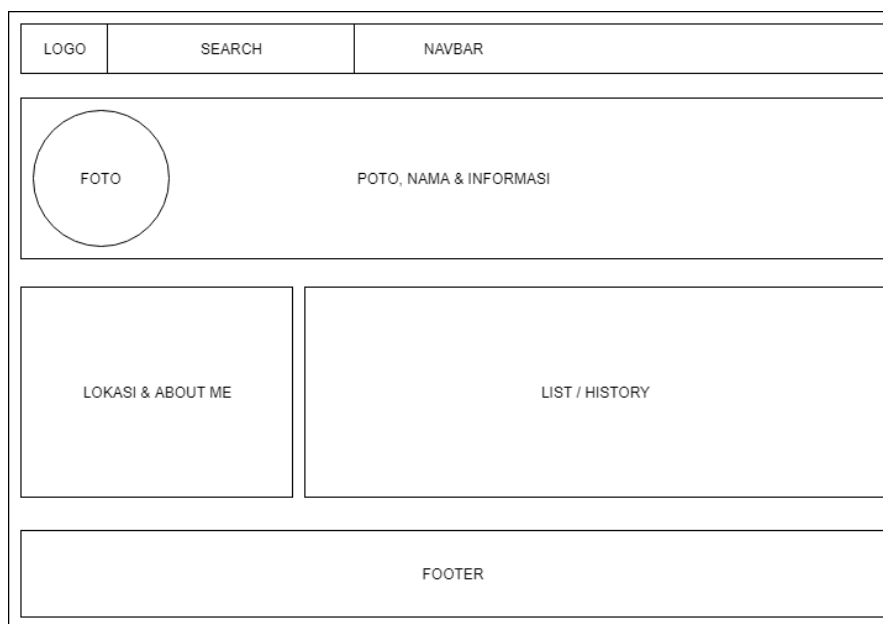 LOGO
SEARCH
NAVBAR
FOTO
POTO, NAMA & INFORMASI
LOKASI & ABOUT ME
LIST / HISTORY
FOOTER